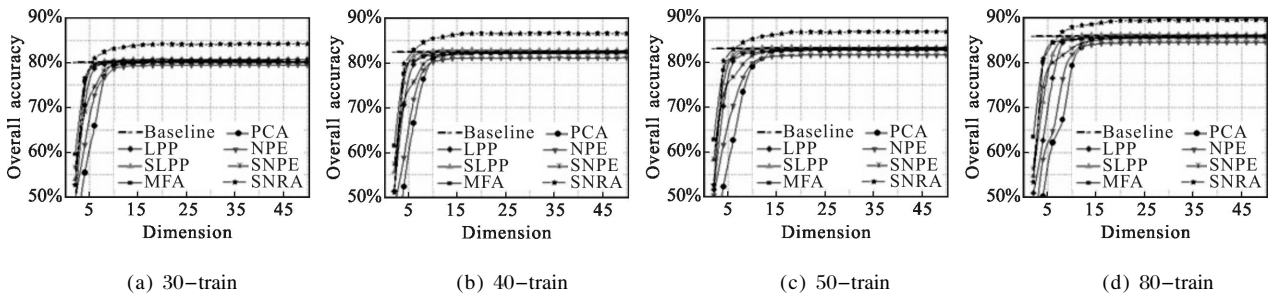 90%
80%
70%
60%
50%
Overall accuracy
Baseline PCA
LPP NPE
SLPP SNPE
MFA SNRA
5 15 25 35 45
Dimension
(a) 30-train
90%
80%
70%
60%
50%
Overall accuracy
Baseline PCA
LPP NPE
SLPP SNPE
MFA SNRA
5 15 25 35 45
Dimension
(b) 40-train
90%
80%
70%
60%
50%
Overall accuracy
Baseline PCA
LPP NPE
SLPP SNPE
MFA SNRA
5 15 25 35 45
Dimension
(c) 50-train
90%
80%
70%
60%
50%
Overall accuracy
Baseline PCA
LPP NPE
SLPP SNPE
MFA SNRA
5 15 25 35 45
Dimension
(d) 80-train